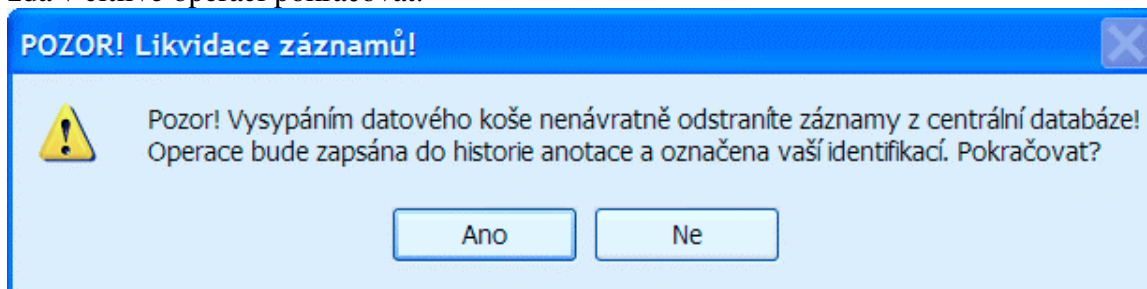 POZOR! Likvidace záznamů!
Pozor! Vysypáním datového koše nenávratně odstraníte záznamy z centrální databáze!
Operace bude zapsána do historie anotace a označena vaší identifikací. Pokračovat?
Ano Ne